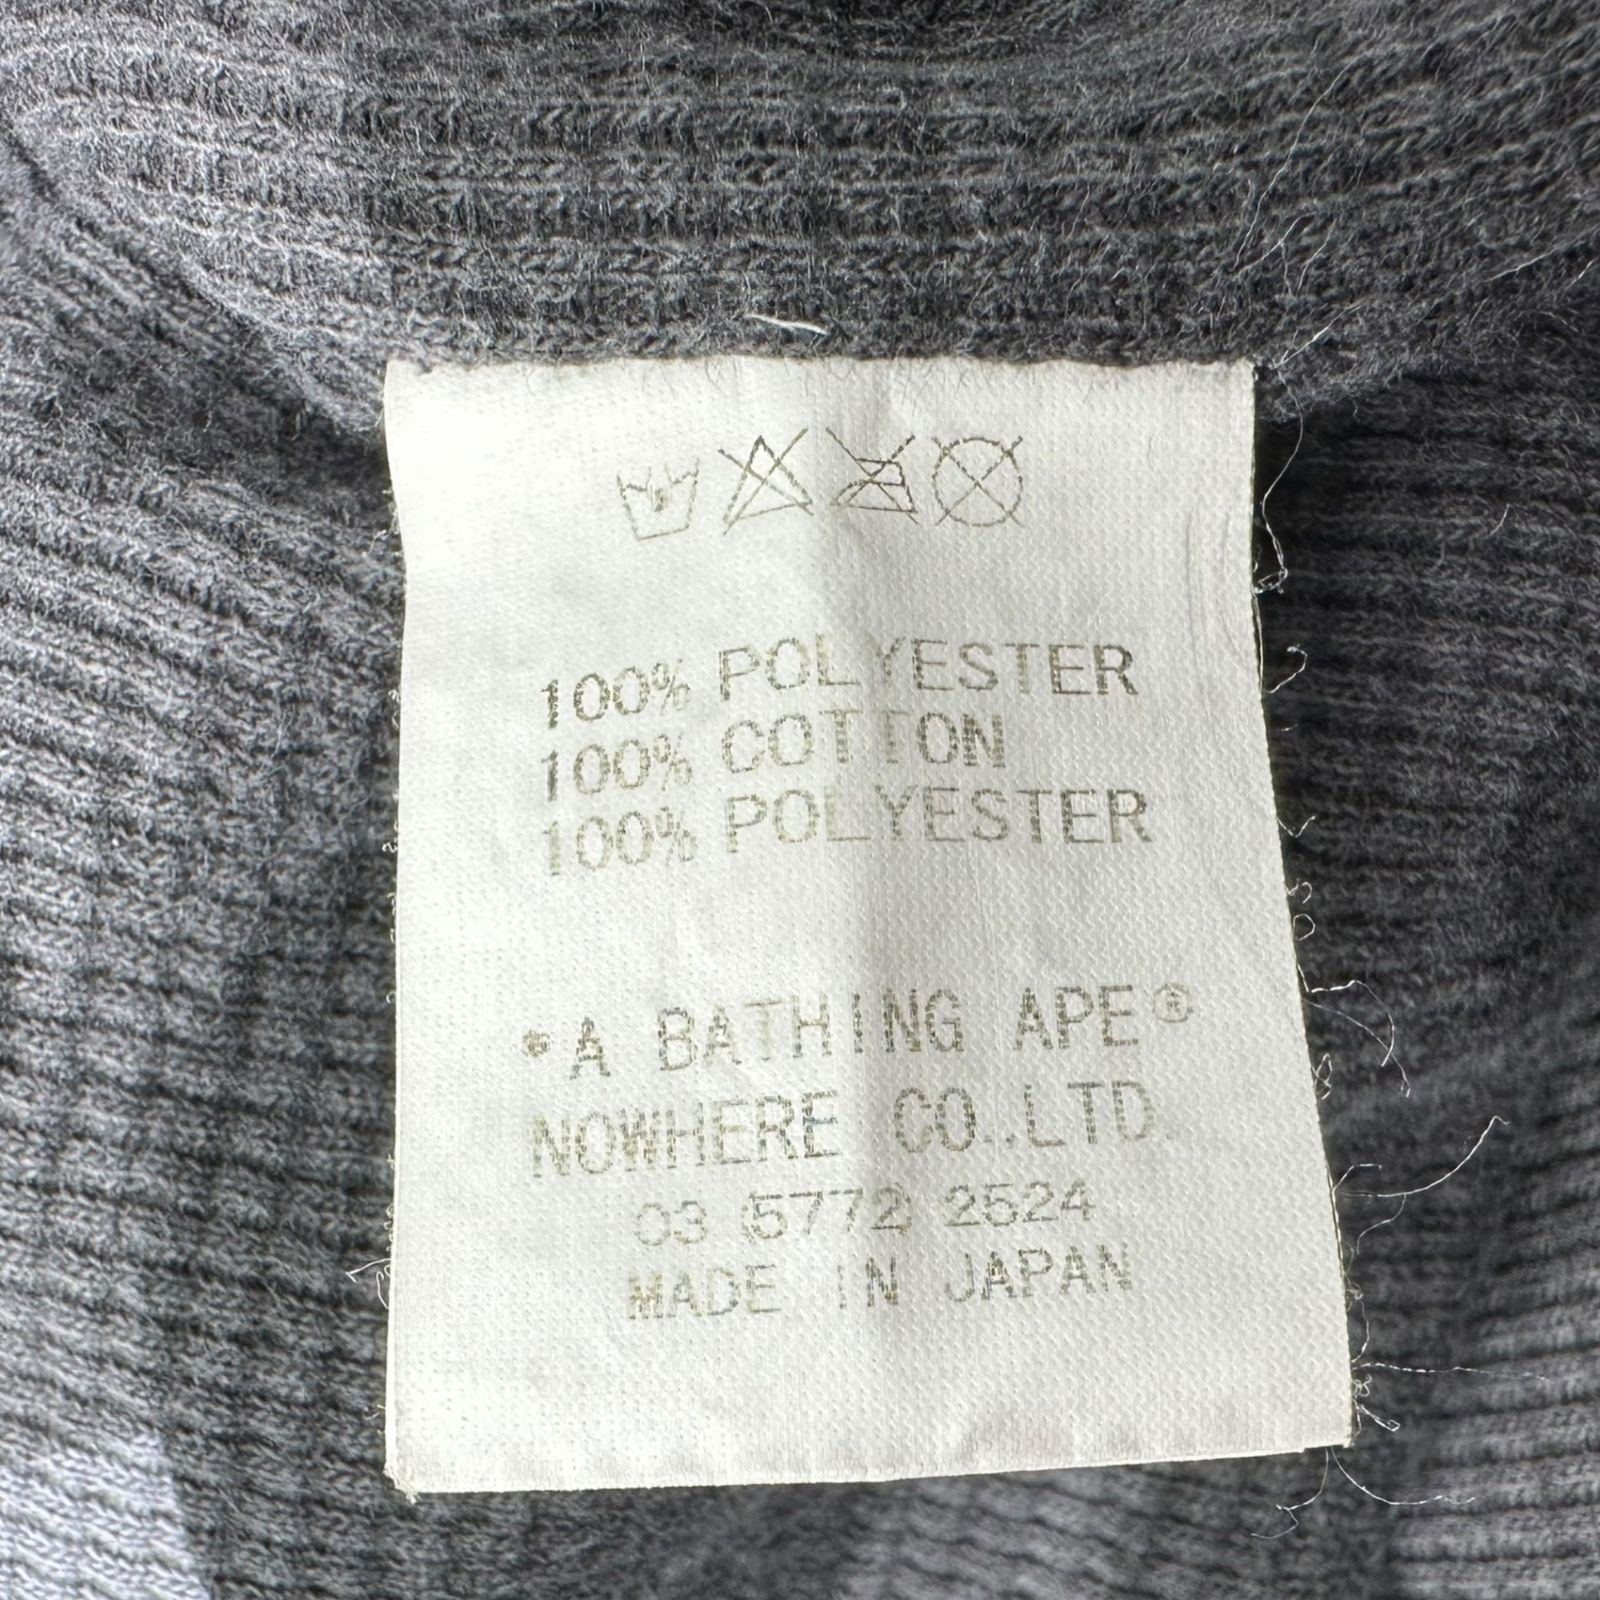 100% POLYESTER
100% COTTON
100% POLYESTER
*A BATHING APE®
NOWHERE CO.,LTD.
03 (5772) 2524
MADE IN JAPAN